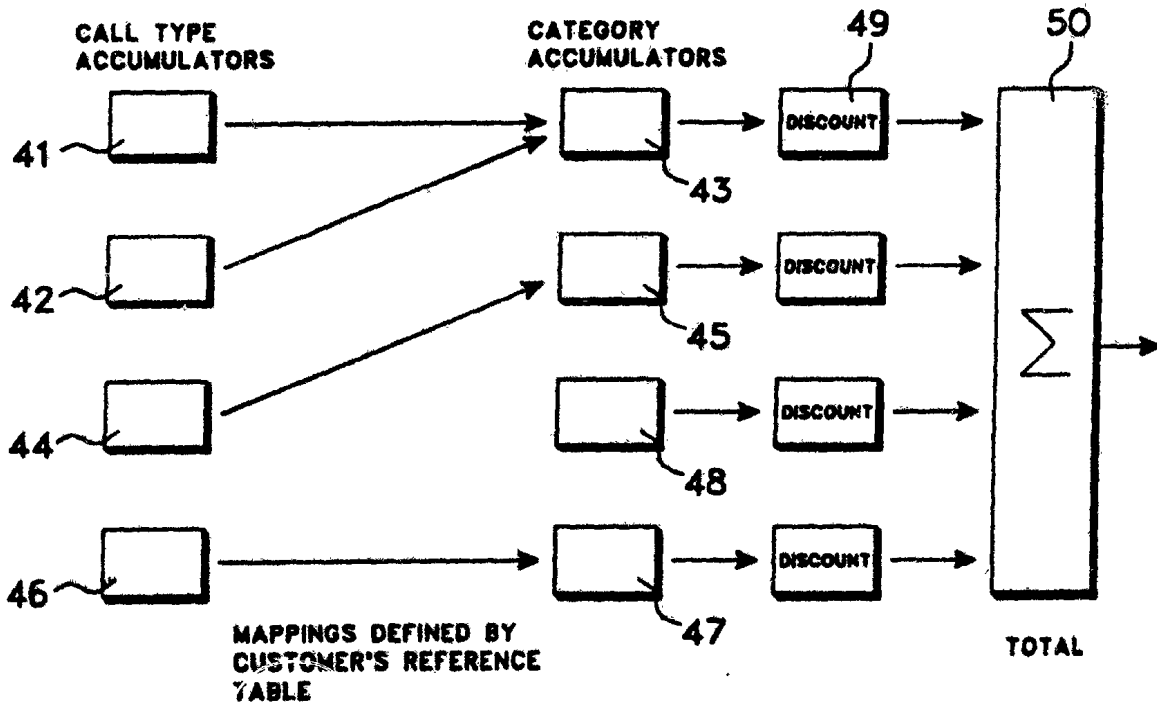 CALL TYPE
ACCUMULATORS
CATEGORY
ACCUMULATORS
49
50
41
DISCOUNT
43
42
DISCOUNT
45
Σ
44
DISCOUNT
48
46
DISCOUNT
47
MAPPINGS DEFINED BY
CUSTOMER'S REFERENCE
TABLE
TOTAL